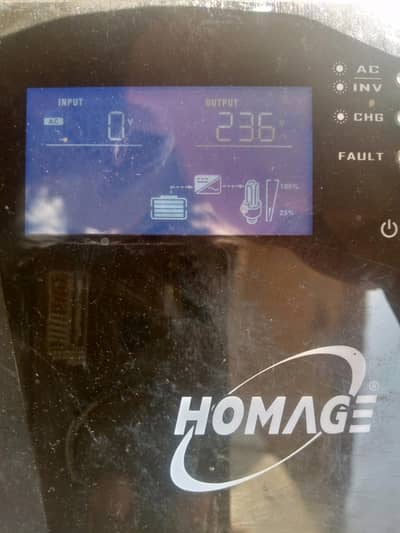 AC
INV
INPUT
OUTPUT
AC 0 V
236
CHG
FAULT
100%
25%
HOMAGE®